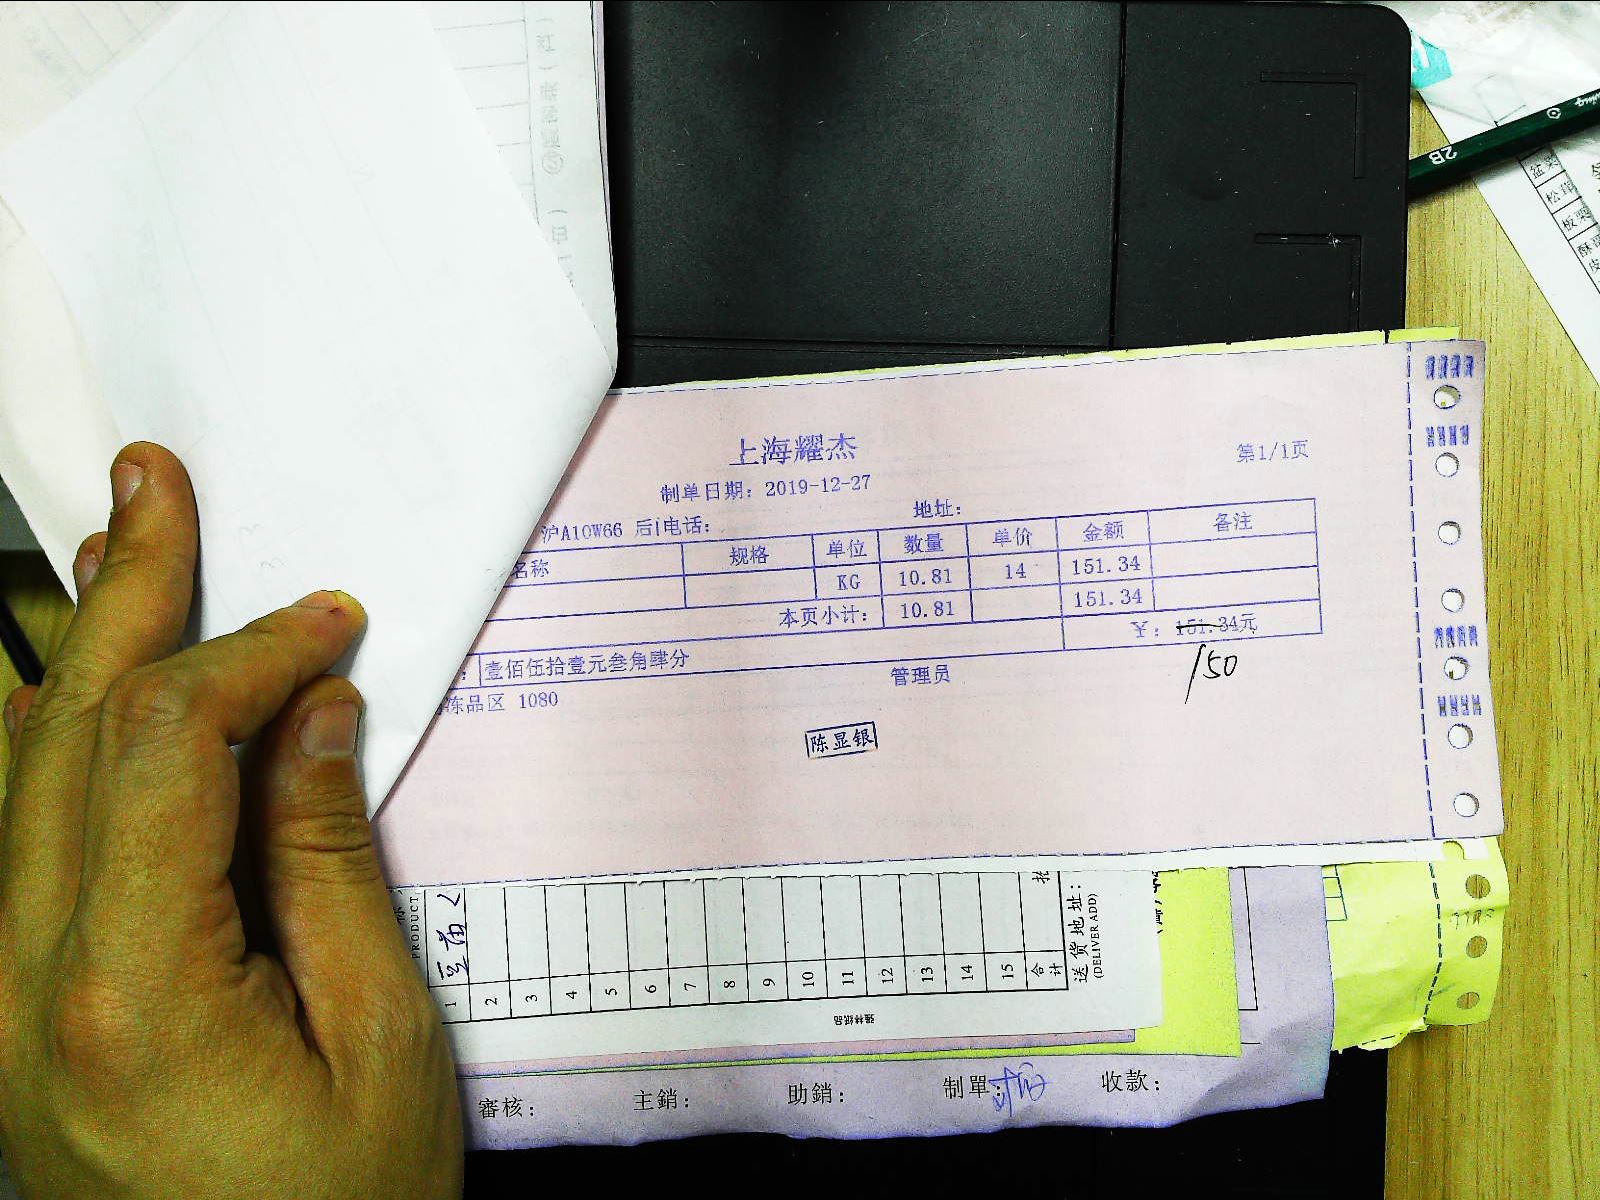 上海耀杰
第1/1页
制单日期: 2019-12-27
沪A10W66 后|电话:
地址:
名称 规格 单位 数量 单价 金额 备注
KG 10.81 14 151.34
本页小计: 10.81 151.34
: 壹佰伍拾壹元叁角肆分 ¥: 151.34元
150
冻品区 1080
管理员
陈显银
PRODUCT
1 2 3 4 5 6 7 8 9 10 11 12 13 14 15 合计
送货地址:
(DELIVER ADD)
審核: 主銷: 助銷: 制單: 收款:
2B